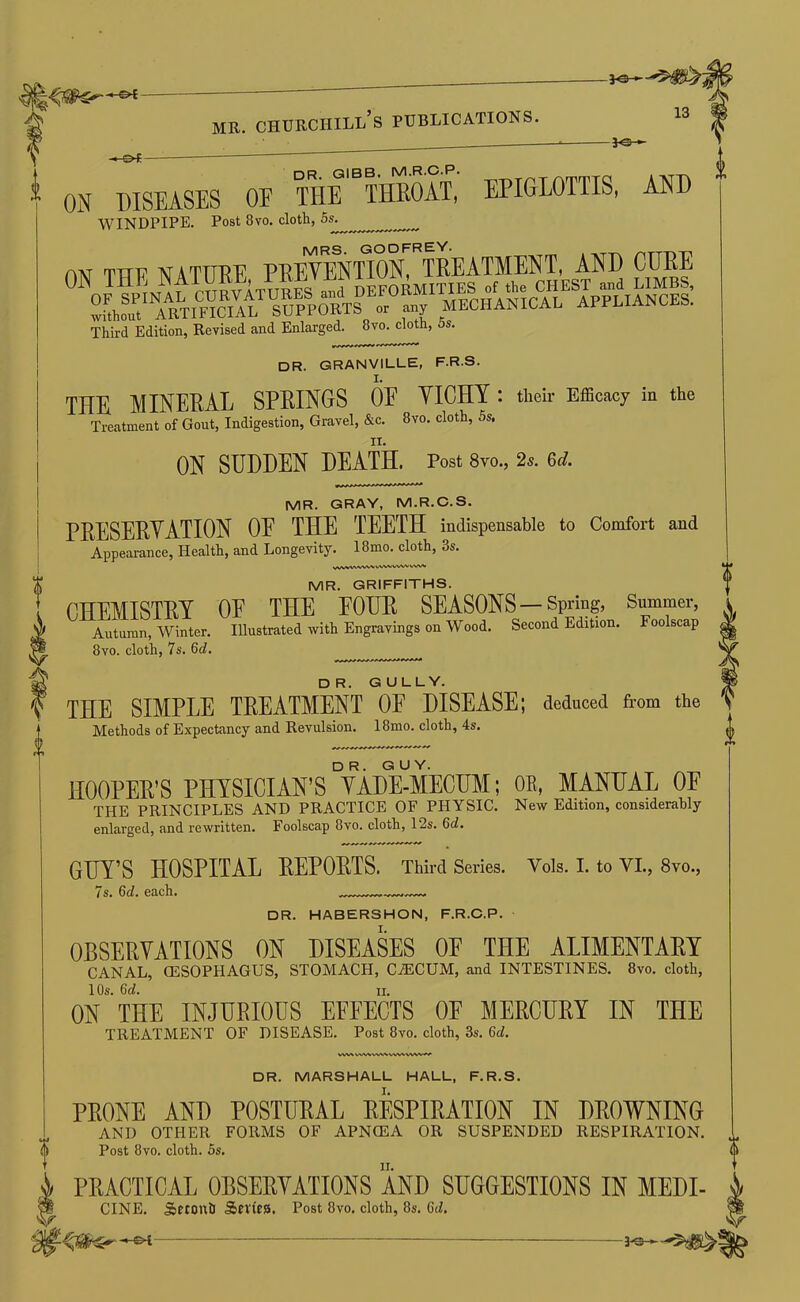 MR. CHURCHILL'S PUBLICATIONS. 13
DR. GIBB, M.R.C.P.
ON DISEASES OF THE THROAT, EPIGLOTTIS, AND
WINDPIPE. Post 8vo. cloth, 5s.
MRS. GODFREY.
ON THE NATURE, PREVENTION, TREATMENT, AND CURE
OF SPINAL CURVATURES and DEFORMITIES of the CHEST and LIMBS,
without ARTIFICIAL SUPPORTS or any MECHANICAL APPLIANCES.
Third Edition, Revised and Enlarged. 8vo. cloth, 5s.
DR. GRANVILLE, F.R.S.
I.
THE MINERAL SPRINGS OF VICHY: their Efficacy in the
Treatment of Gout, Indigestion, Gravel, &c. 8vo. cloth, 5s.
II.
ON SUDDEN DEATH. Post 8vo., 2s. 6d.
MR. GRAY, M.R.C.S.
PRESERVATION OF THE TEETH indispensable to Comfort and
Appearance, Health, and Longevity. 18mo. cloth, 3s.
MR. GRIFFITHS.
CHEMISTRY OF THE FOUR SEASONS—Spring, Summer,
Autumn, Winter. Illustrated with Engravings on Wood. Second Edition. Foolscap
8vo. cloth, 7s. 6d.
DR. GULLY.
THE SIMPLE TREATMENT OF DISEASE; deduced from the
Methods of Expectancy and Revulsion. 18mo. cloth, 4s.
DR. GUY.
HOOPER'S PHYSICIAN'S VADE-MECUM; OR, MANUAL OF
THE PRINCIPLES AND PRACTICE OF PHYSIC. New Edition, considerably
enlarged, and rewritten. Foolscap 8vo. cloth, 12s. 6d.
GUY'S HOSPITAL REPORTS. Third Series. Vols. I. to VI., 8vo.,
7s. 6d. each.
DR. HABERSHON, F.R.C.P.
I.
OBSERVATIONS ON DISEASES OF THE ALIMENTARY
CANAL, ŒSOPHAGUS, STOMACH, CÆCUM, and INTESTINES. 8vo. cloth,
10s. 6d.
II.
ON THE INJURIOUS EFFECTS OF MERCURY IN THE
TREATMENT OF DISEASE. Post 8vo. cloth, 3s. 6d.
DR. MARSHALL HALL, F.R.S.
I.
PRONE AND POSTURAL RESPIRATION IN DROWNING
AND OTHER FORMS OF APNŒA OR SUSPENDED RESPIRATION.
Post 8vo. cloth. 5s.
II.
PRACTICAL OBSERVATIONS AND SUGGESTIONS IN MEDI-
CINE. Second Series. Post 8vo. cloth, 8s. 6d.